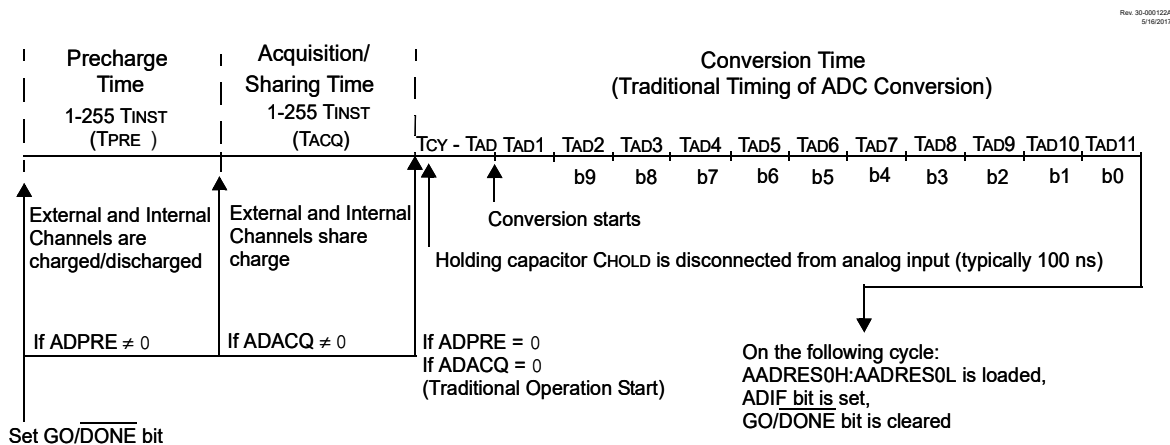 Rev. 30-000122A
5/16/2017
Precharge
Time
1-255 TINST
(TPRE )
Acquisition/
Sharing Time
1-255 TINST
(TACQ)
Conversion Time
(Traditional Timing of ADC Conversion)
TCY - TAD TAD1 TAD2 TAD3 TAD4 TAD5 TAD6 TAD7 TAD8 TAD9 TAD10 TAD11
b9 b8 b7 b6 b5 b4 b3 b2 b1 b0
External and Internal
Channels are
charged/discharged
External and Internal
Channels share
charge
Conversion starts
Holding capacitor CHOLD is disconnected from analog input (typically 100 ns)
If ADPRE ≠ 0
If ADACQ ≠ 0
If ADPRE = 0
If ADACQ = 0
(Traditional Operation Start)
On the following cycle:
AADRES0H:AADRES0L is loaded,
ADIF bit is set,
GO/DONE bit is cleared
Set GO/DONE bit